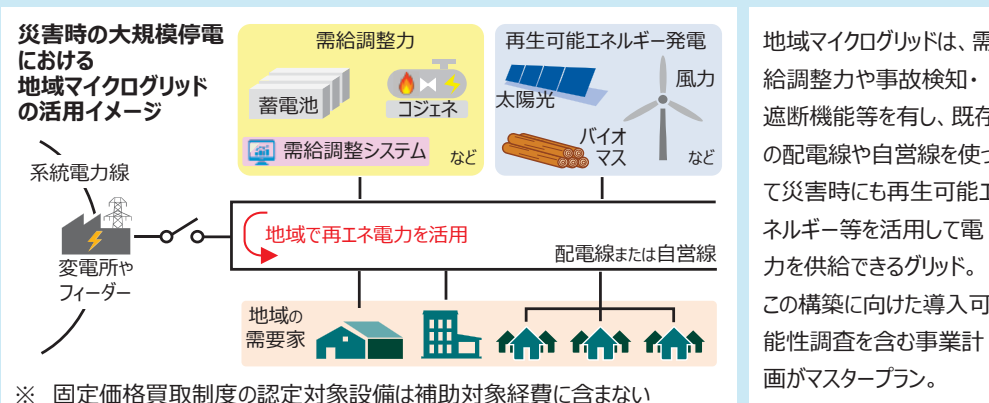 災害時の大規模停電
における
地域マイクログリッド
の活用イメージ
需給調整力
蓄電池
コジェネ
需給調整システム
など
再生可能エネルギー発電
太陽光
風力
バイオ
マス
など
系統電力線
変電所や
フィーダー
地域で再エネ電力を活用
配電線または自営線
地域の
需要家
※ 固定価格買取制度の認定対象設備は補助対象経費に含まない
地域マイクログリッドは、需
給調整力や事故検知・
遮断機能等を有し、既存
の配電線や自営線を使っ
て災害時にも再生可能エ
ネルギー等を活用して電
力を供給できるグリッド。
この構築に向けた導入可
能性調査を含む事業計
画がマスタープラン。